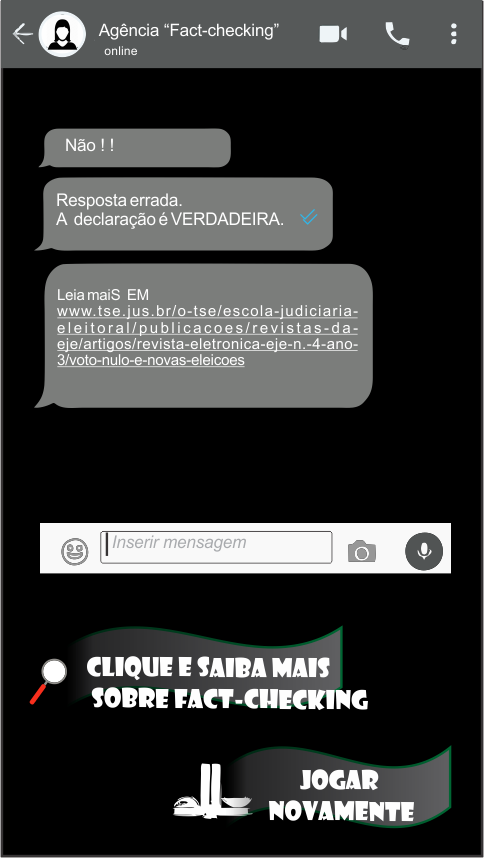 Agência “Fact-checking”
online
Não ! !
Resposta errada.
A declaração é VERDADEIRA.
Leia maiS EM
www.tse.jus.br/o-tse/escola-judiciaria-
eleitoral/publicacoes/revistas-da-
eje/artigos/revista-eletronica-eje-n.-4-ano-
3/voto-nulo-e-novas-eleicoes
Inserir mensagem
CLIQUE E SAIBA MAIS
SOBRE FACT-CHECKING
JOGAR
NOVAMENTE